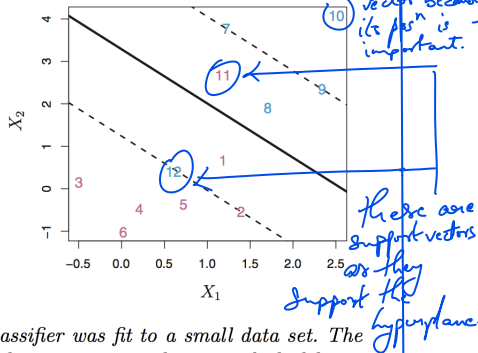 vector because
its posⁿ is -
important.
4
3
2
1
0
−1
X2
−0.5
0.0
0.5
1.0
1.5
2.0
2.5
X1
10
7
11
9
8
12
1
3
4
5
2
6
these are
support vectors
as they
support the
hyperplane
assifier was fit to a small data set. The